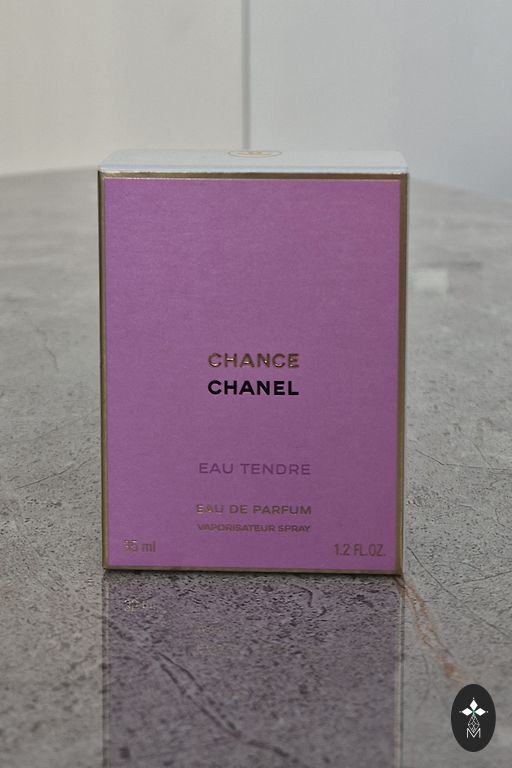 CHANCE
CHANEL
EAU TENDRE
EAU DE PARFUM
VAPORISATEUR SPRAY
35 ml 1.2 FL.OZ.
M